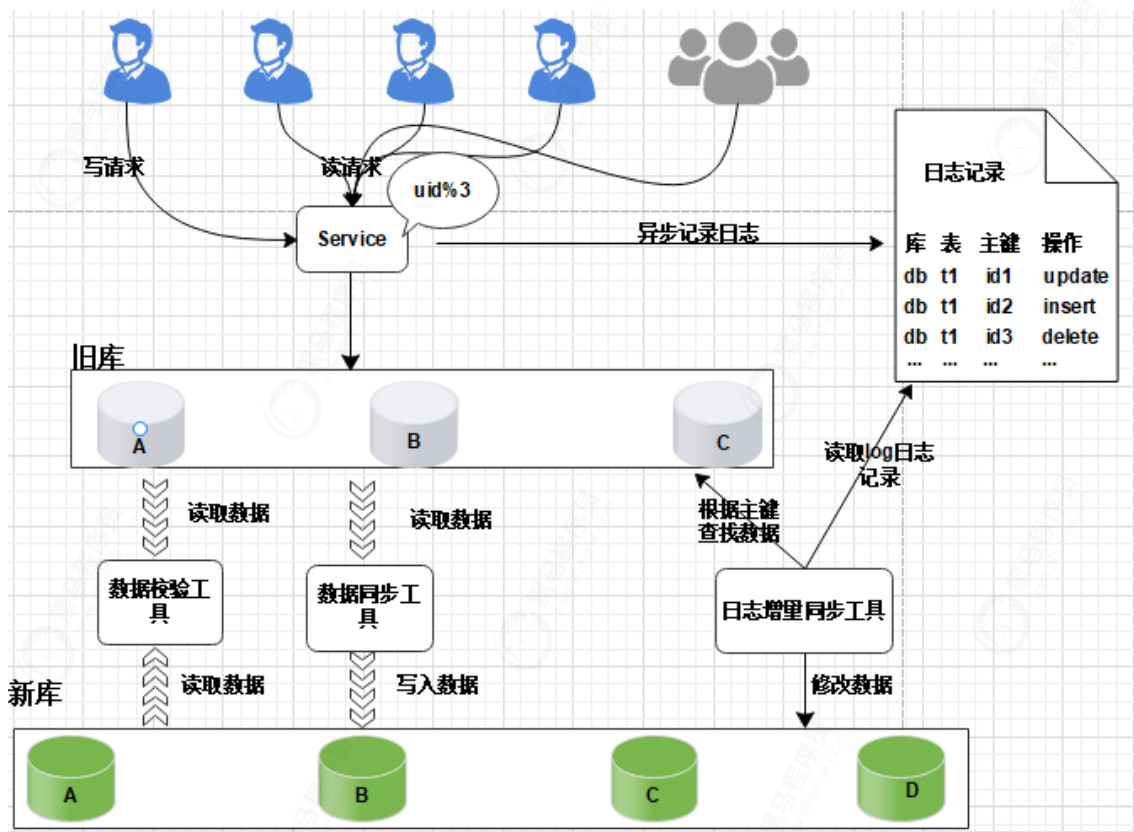 写请求
读请求
uid%3
Service
异步记录日志
日志记录
库 表 主键 操作
db t1 id1 update
db t1 id2 insert
db t1 id3 delete
... ... ... ...
旧库
A
B
C
读取数据
读取数据
根据主键
查找数据
读取log日志
记录
数据校验工
具
数据同步工
具
日志增量同步工具
读取数据
写入数据
修改数据
新库
A
B
C
D